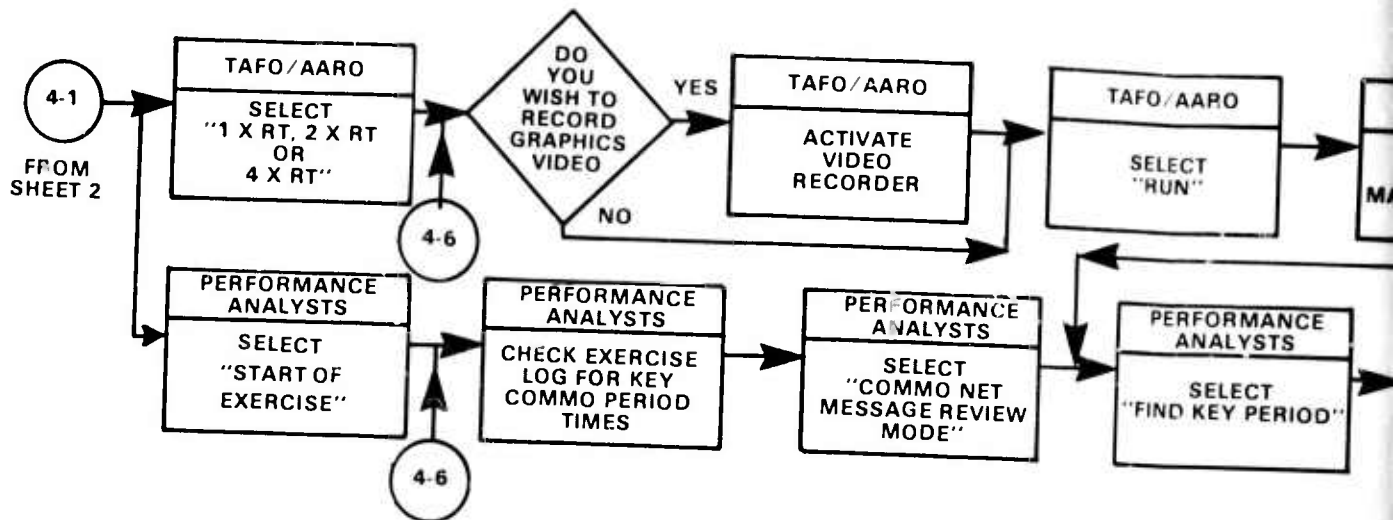 4-1
FROM
SHEET 2
TAFO/AARO
SELECT
"1 X RT, 2 X RT
OR
4 X RT"
4-6
DO
YOU
WISH TO
RECORD
GRAPHICS
VIDEO
YES
NO
TAFO/AARO
ACTIVATE
VIDEO
RECORDER
TAFO/AARO
SELECT
"RUN"
PERFORMANCE
ANALYSTS
SELECT
"START OF
EXERCISE"
4-6
PERFORMANCE
ANALYSTS
CHECK EXERCISE
LOG FOR KEY
COMMO PERIOD
TIMES
PERFORMANCE
ANALYSTS
SELECT
"COMMO NET
MESSAGE REVIEW
MODE"
PERFORMANCE
ANALYSTS
SELECT
"FIND KEY PERIOD"